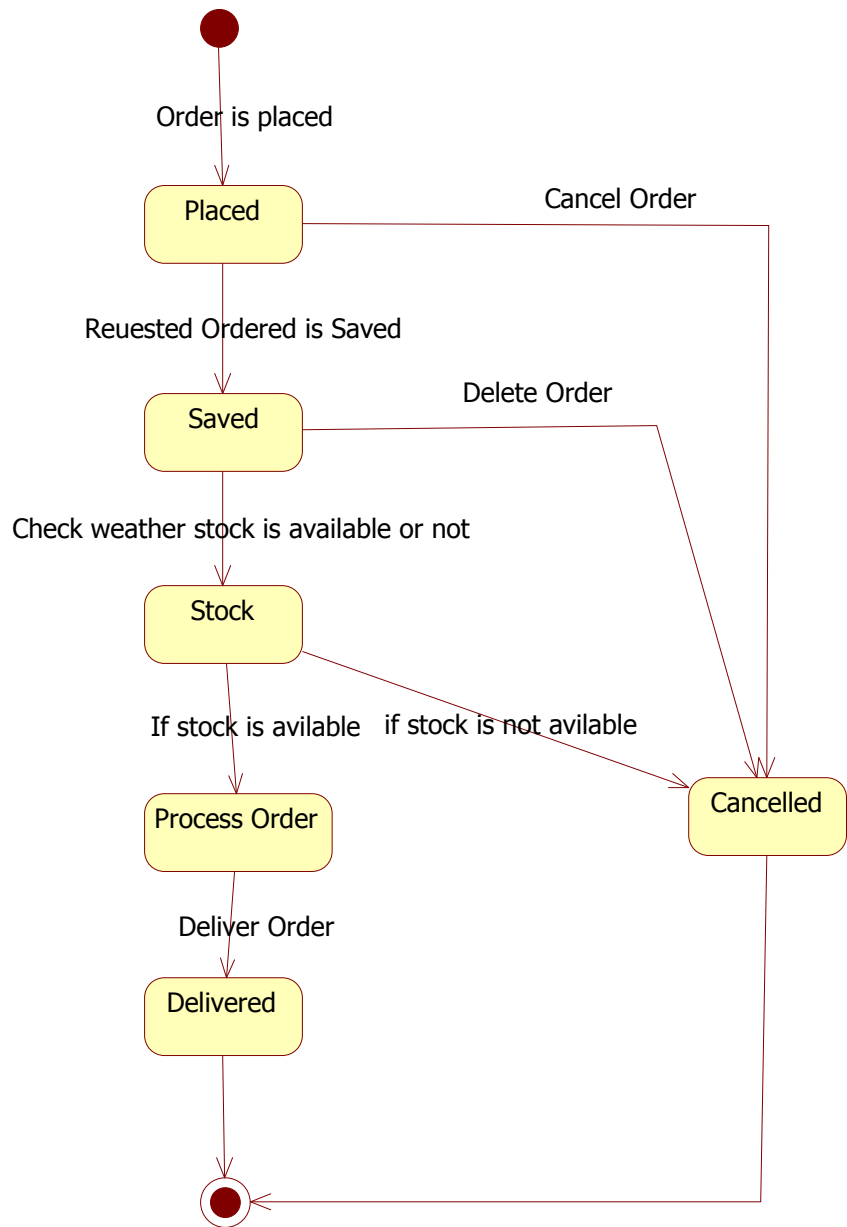 Order is placed
Placed
Cancel Order
Reuested Ordered is Saved
Saved
Delete Order
Check weather stock is available or not
Stock
If stock is avilable
if stock is not avilable
Process Order
Cancelled
Deliver Order
Delivered